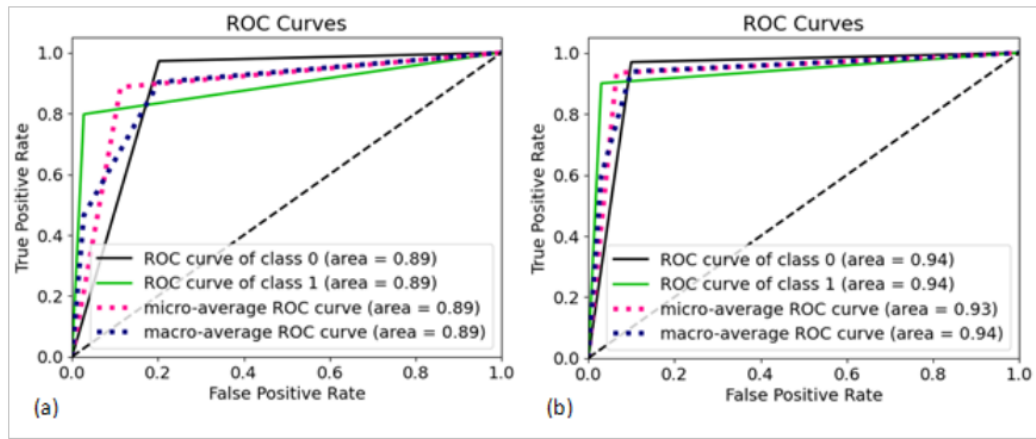 ROC Curves
True Positive Rate
1.0
0.8
0.6
0.4
0.2
0.0
ROC curve of class 0 (area = 0.89)
ROC curve of class 1 (area = 0.89)
micro-average ROC curve (area = 0.89)
macro-average ROC curve (area = 0.89)
0.0 0.2 0.4 0.6 0.8 1.0
False Positive Rate
(a)
ROC Curves
True Positive Rate
1.0
0.8
0.6
0.4
0.2
0.0
ROC curve of class 0 (area = 0.94)
ROC curve of class 1 (area = 0.94)
micro-average ROC curve (area = 0.93)
macro-average ROC curve (area = 0.94)
0.0 0.2 0.4 0.6 0.8 1.0
False Positive Rate
(b)